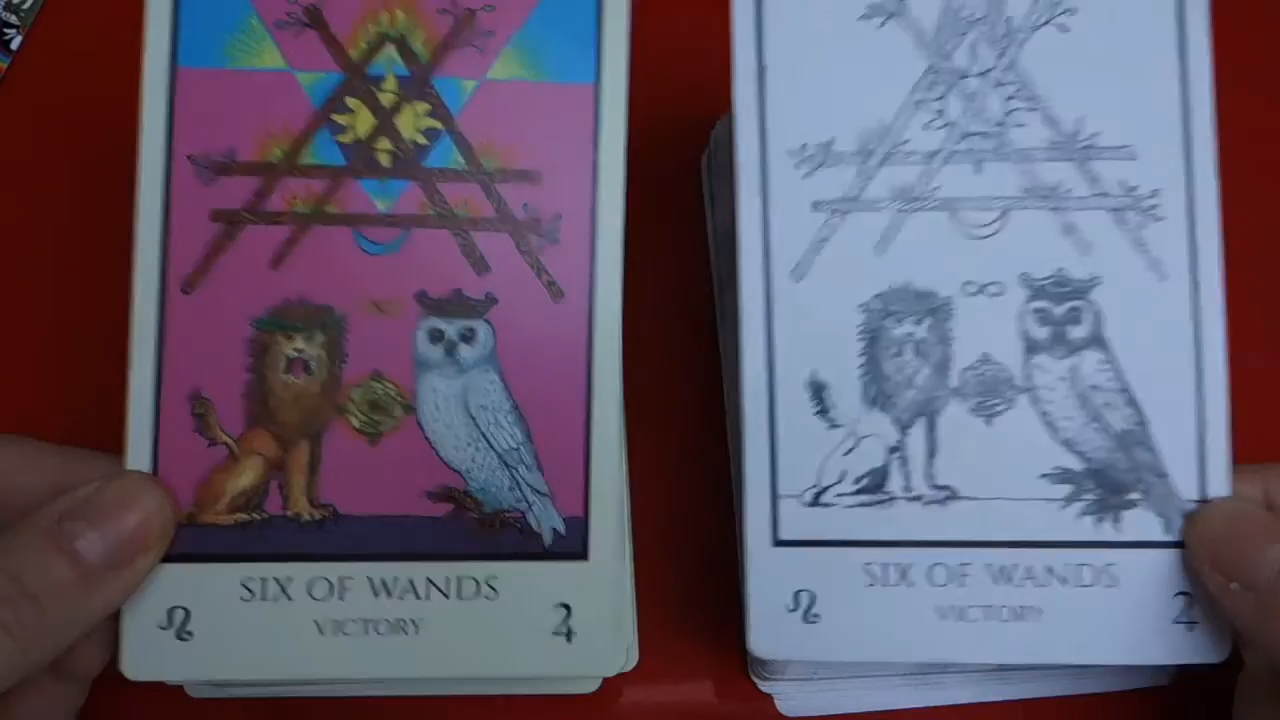 SIX OF WANDS
VICTORY
♌ ♃
SIX OF WANDS
VICTORY
♌ ♃